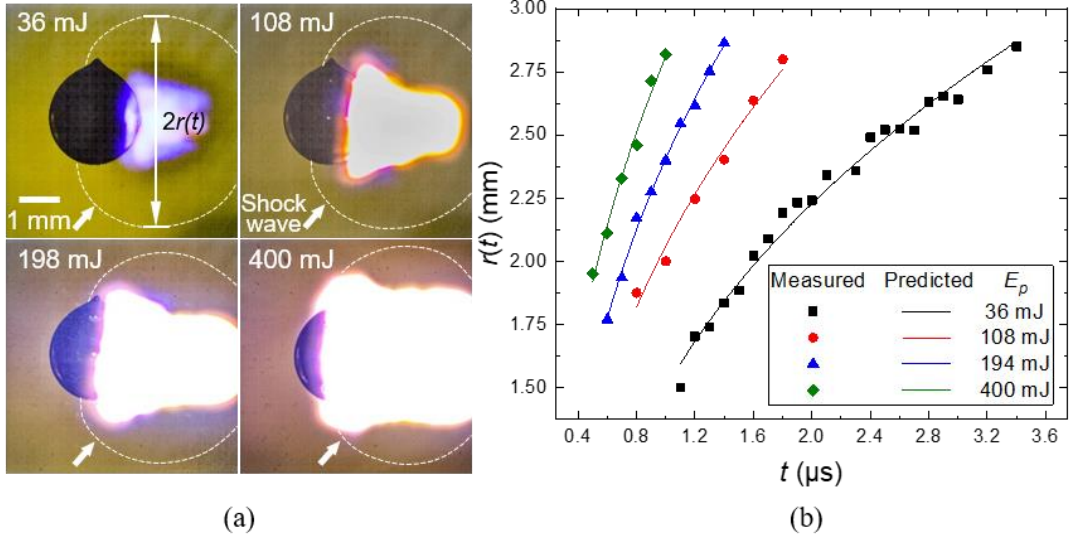 36 mJ
2r(t)
1 mm
108 mJ
Shock
wave
198 mJ
400 mJ
(a)
r(t) (mm)
3.00
2.75
2.50
2.25
2.00
1.75
1.50
Measured Predicted Ep
36 mJ
108 mJ
194 mJ
400 mJ
0.4 0.8 1.2 1.6 2.0 2.4 2.8 3.2 3.6
t (µs)
(b)